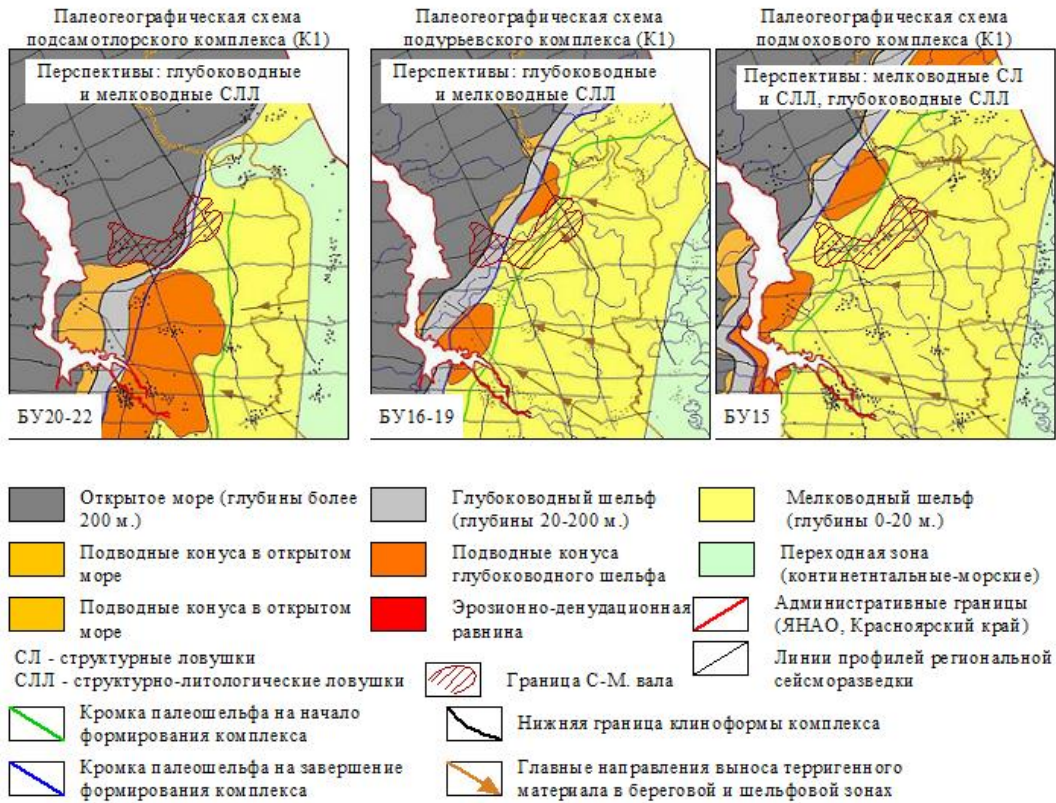 Палеогеографическая схема
подсамотлорского комплекса (К1)
Перспективы: глубоководные
и мелководные СЛЛ
БУ20-22
Палеогеографическая схема
подурьевского комплекса (К1)
Перспективы: глубоководные
и мелководные СЛЛ
БУ16-19
Палеогеографическая схема
подмохового комплекса (К1)
Перспективы: мелководные СЛ
и СЛЛ, глубоководные СЛЛ
БУ15
Открытое море (глубины более
200 м.)
Глубоководный шельф
(глубины 20-200 м.)
Мелководный шельф
(глубины 0-20 м.)
Подводные конуса в открытом
море
Подводные конуса
глубоководного шельфа
Переходная зона
(континетнтальные-морские)
Подводные конуса в открытом
море
Эрозионно-денудационная
равнина
Административные границы
(ЯНАО, Красноярский край)
СЛ - структурные ловушки
СЛЛ - структурно-литологические ловушки
Граница С-М. вала
Линии профилей региональной
сейсморазведки
Кромка палеошельфа на начало
формирования комплекса
Нижняя граница клиноформы комплекса
Кромка палеошельфа на завершение
формирования комплекса
Главные направления выноса терригенного
материала в береговой и шельфовой зонах